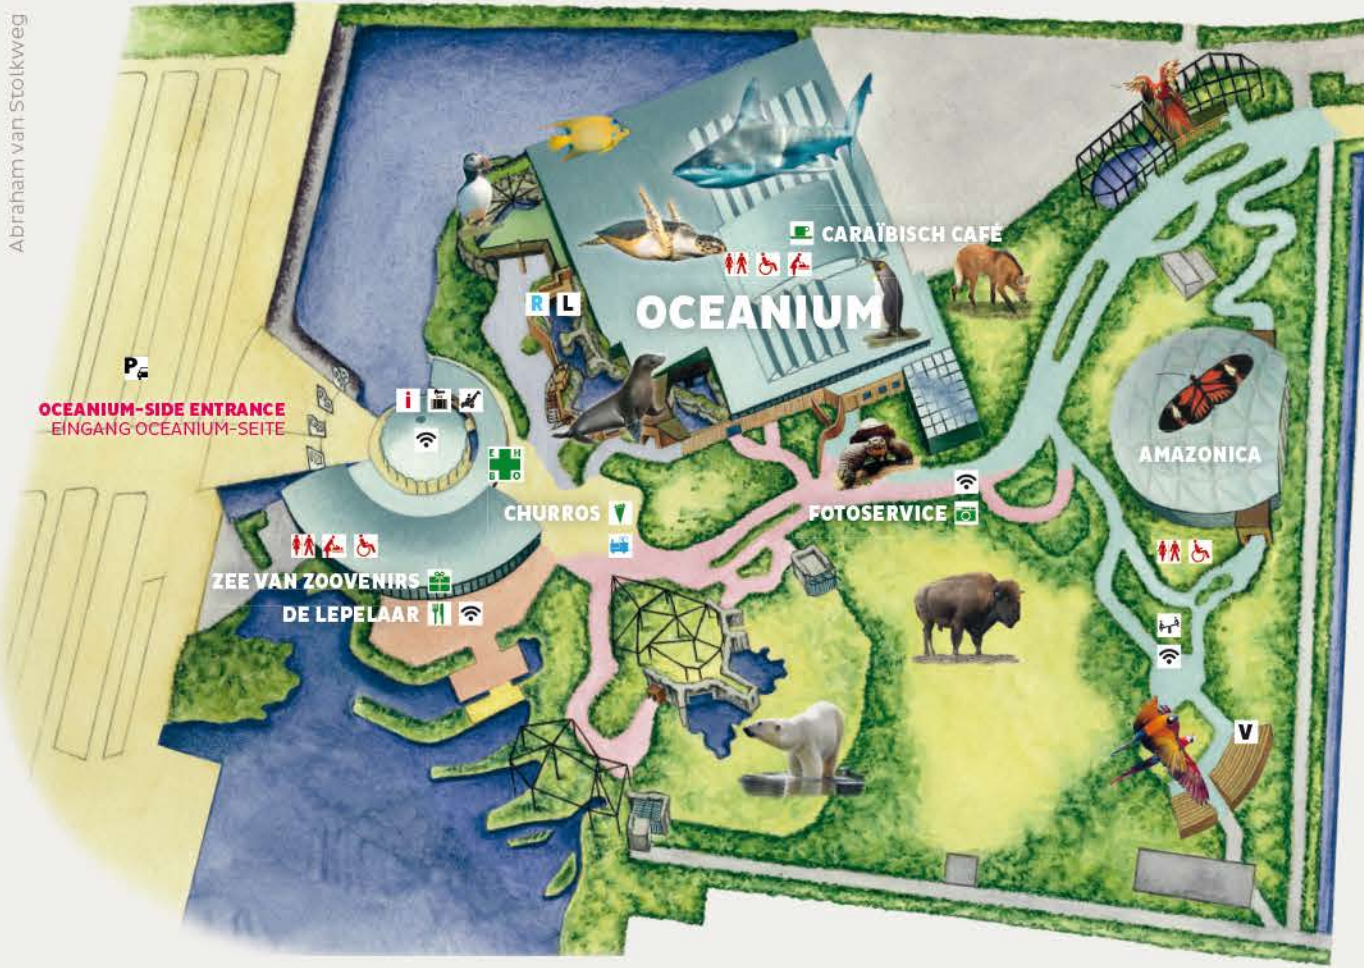 Abraham van Stolkweg
CARAÏBISCH CAFÉ
OCEANIUM
R L
P
OCEANIUM-SIDE ENTRANCE
EINGANG OCEANIUM-SEITE
i
E H
B O
AMAZONICA
CHURROS
FOTOSERVICE
ZEE VAN ZOOVENIRS
DE LEPELAAR
V